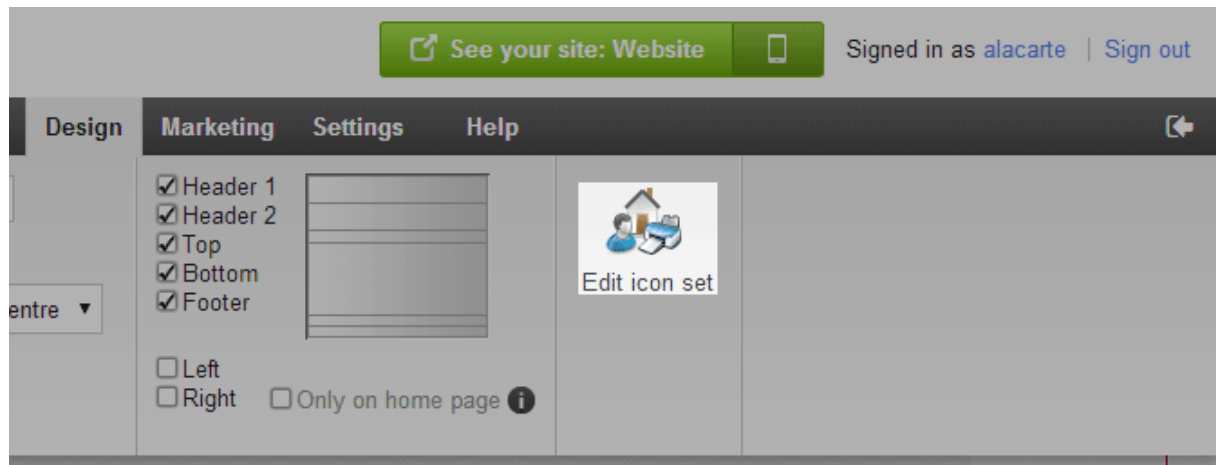 See your site: Website
Signed in as alacarte | Sign out
Design Marketing Settings Help
Header 1
Header 2
Top
Bottom
Footer
Edit icon set
entre
Left
Right
Only on home page